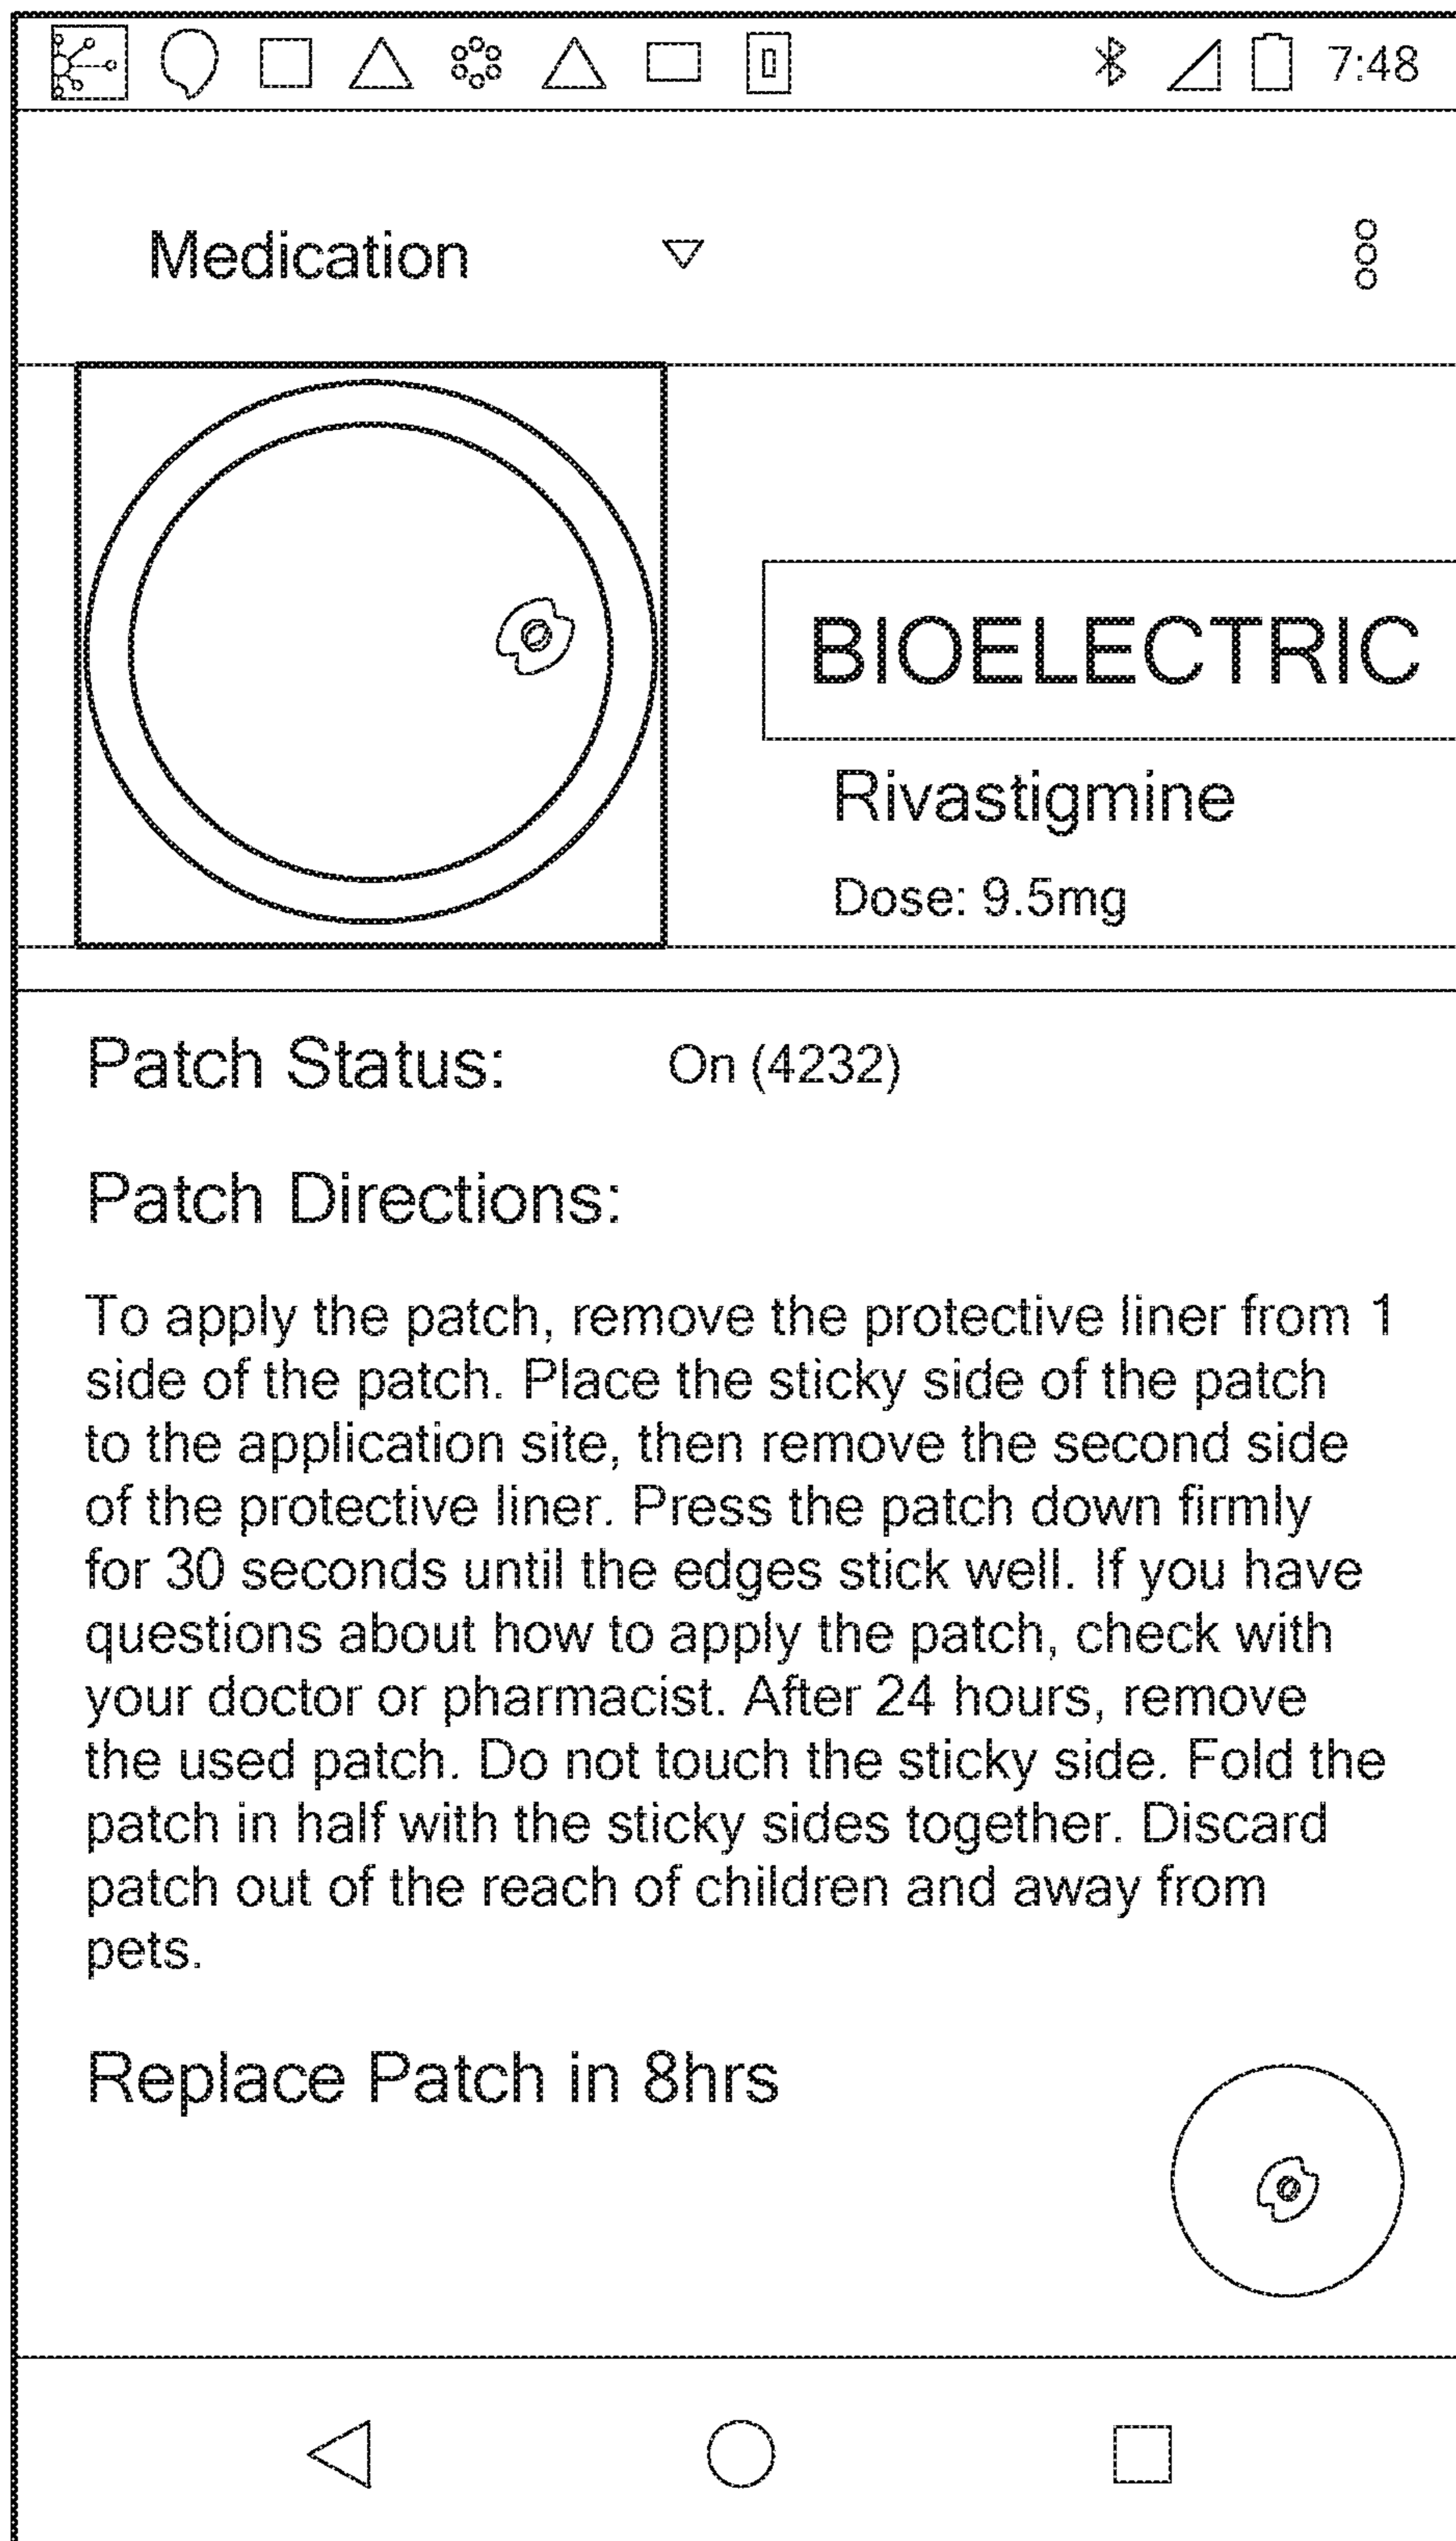 7:48
Medication
BIOELECTRIC
Rivastigmine
Dose: 9.5mg
Patch Status: On (4232)
Patch Directions:
To apply the patch, remove the protective liner from 1
side of the patch. Place the sticky side of the patch
to the application site, then remove the second side
of the protective liner. Press the patch down firmly
for 30 seconds until the edges stick well. If you have
questions about how to apply the patch, check with
your doctor or pharmacist. After 24 hours, remove
the used patch. Do not touch the sticky side. Fold the
patch in half with the sticky sides together. Discard
patch out of the reach of children and away from
pets.
Replace Patch in 8hrs